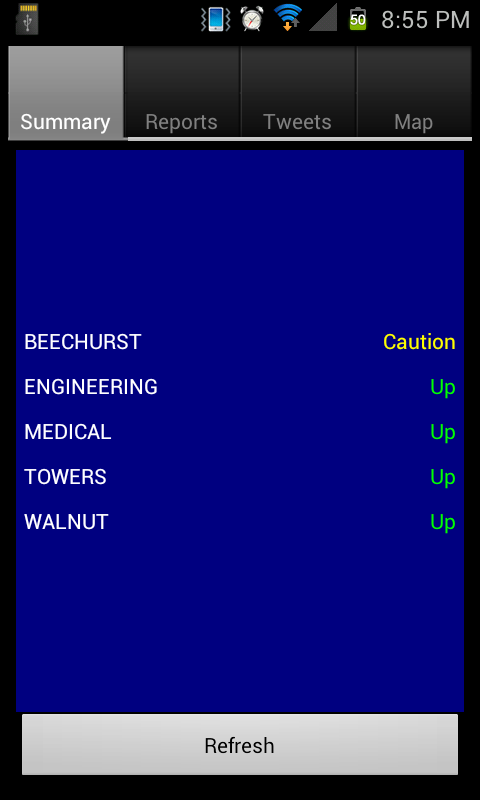 50 8:55 PM
Summary Reports Tweets Map
BEECHURST Caution
ENGINEERING Up
MEDICAL Up
TOWERS Up
WALNUT Up
Refresh